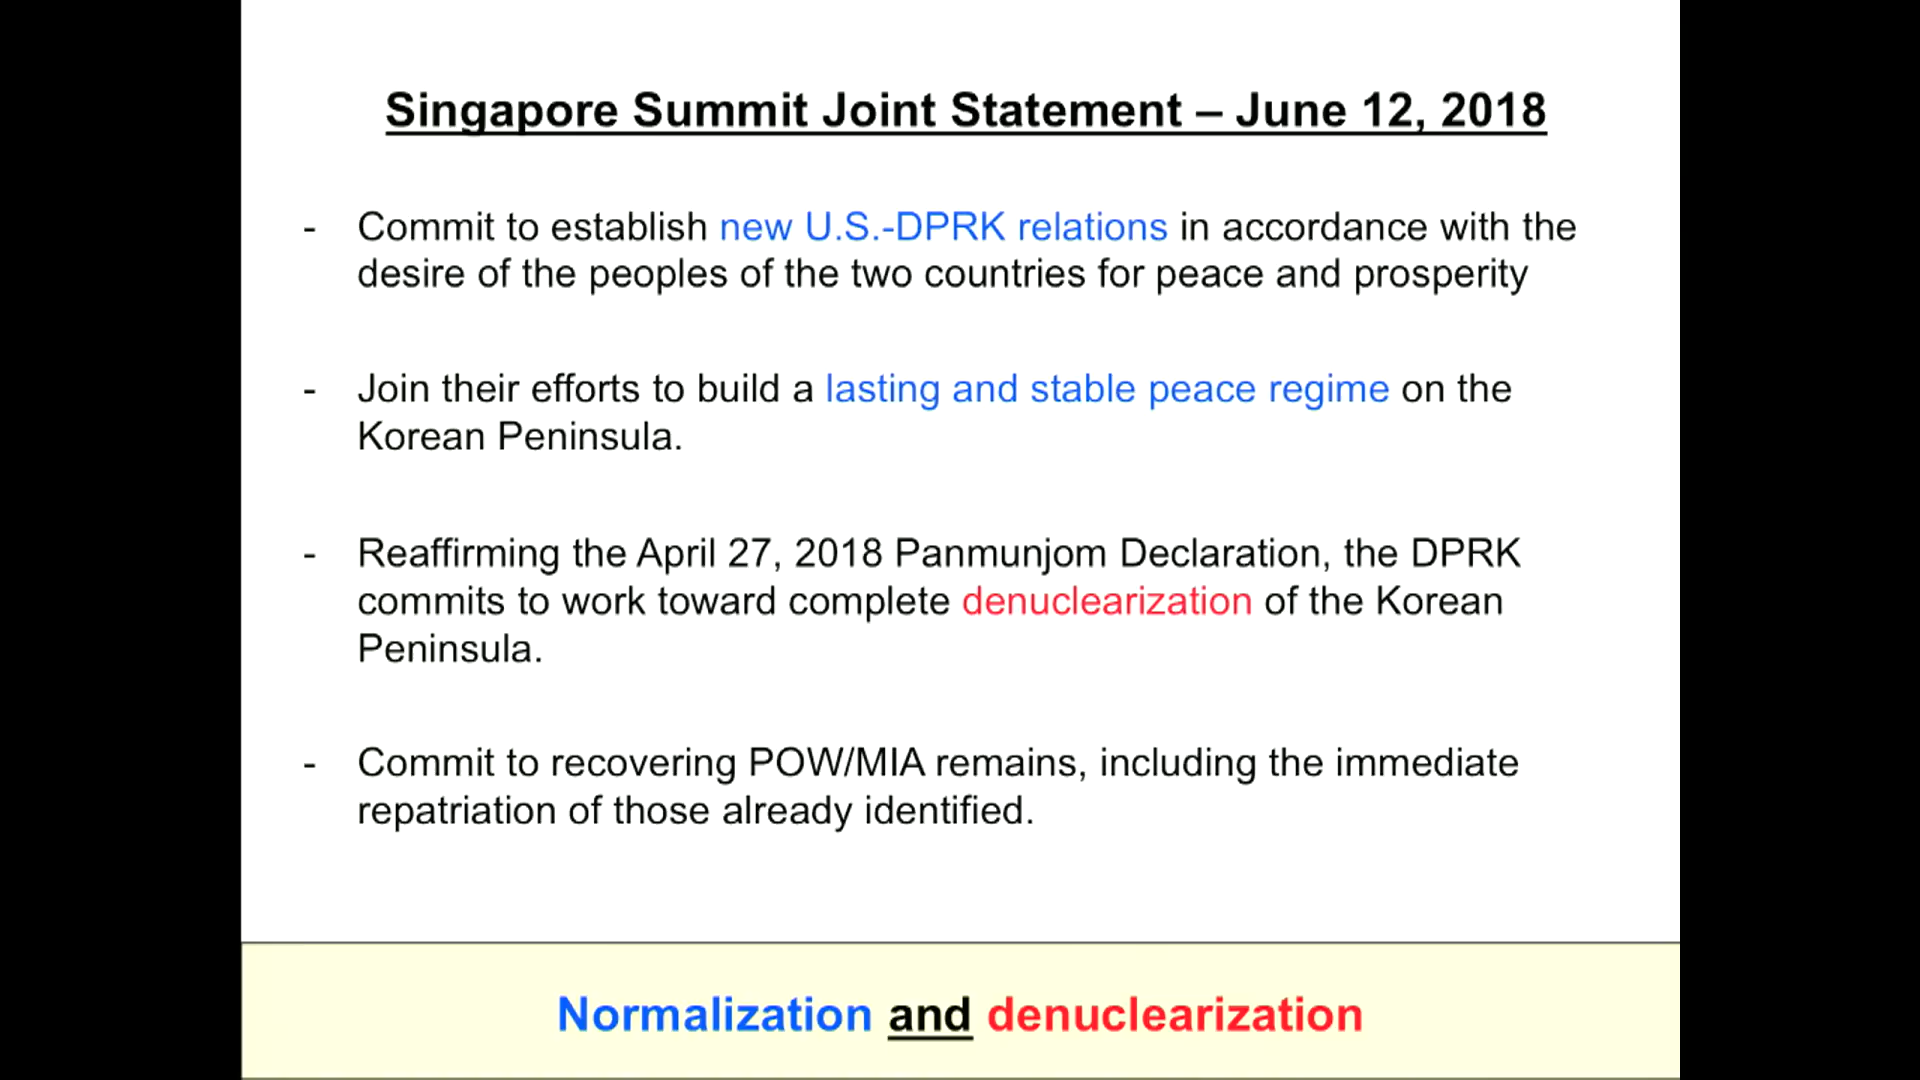 Singapore Summit Joint Statement – June 12, 2018
- Commit to establish new U.S.-DPRK relations in accordance with the
desire of the peoples of the two countries for peace and prosperity
- Join their efforts to build a lasting and stable peace regime on the
Korean Peninsula.
- Reaffirming the April 27, 2018 Panmunjom Declaration, the DPRK
commits to work toward complete denuclearization of the Korean
Peninsula.
- Commit to recovering POW/MIA remains, including the immediate
repatriation of those already identified.
Normalization and denuclearization